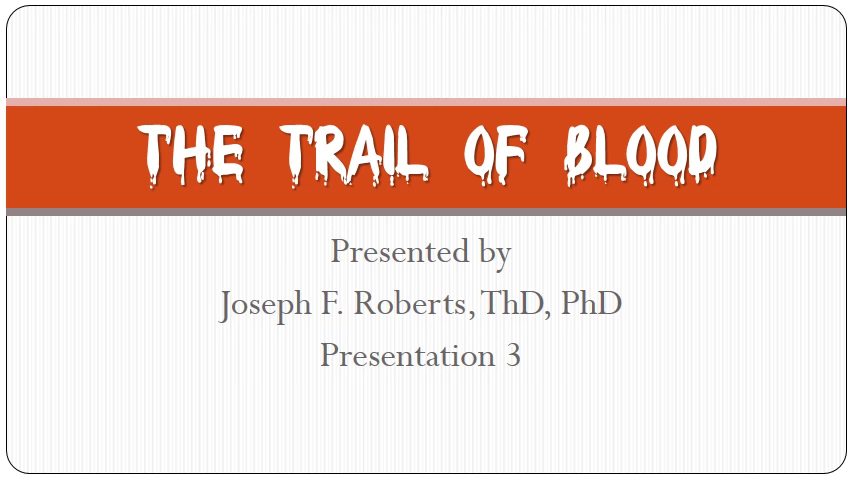 THE TRAIL OF BLOOD
Presented by
Joseph F. Roberts, ThD, PhD
Presentation 3